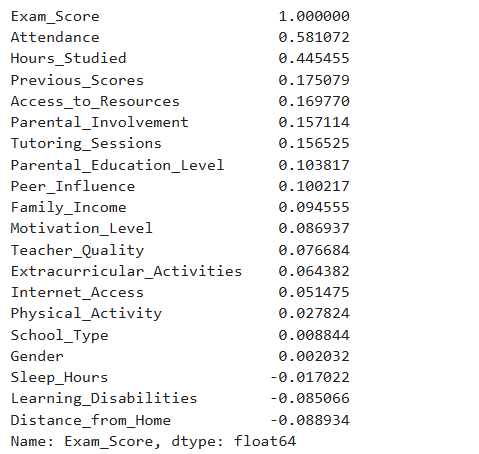 Exam_Score 1.000000
Attendance 0.581072
Hours_Studied 0.445455
Previous_Scores 0.175079
Access_to_Resources 0.169770
Parental_Involvement 0.157114
Tutoring_Sessions 0.156525
Parental_Education_Level 0.103817
Peer_Influence 0.100217
Family_Income 0.094555
Motivation_Level 0.086937
Teacher_Quality 0.076684
Extracurricular_Activities 0.064382
Internet_Access 0.051475
Physical_Activity 0.027824
School_Type 0.008844
Gender 0.002032
Sleep_Hours -0.017022
Learning_Disabilities -0.085066
Distance_from_Home -0.088934
Name: Exam_Score, dtype: float64